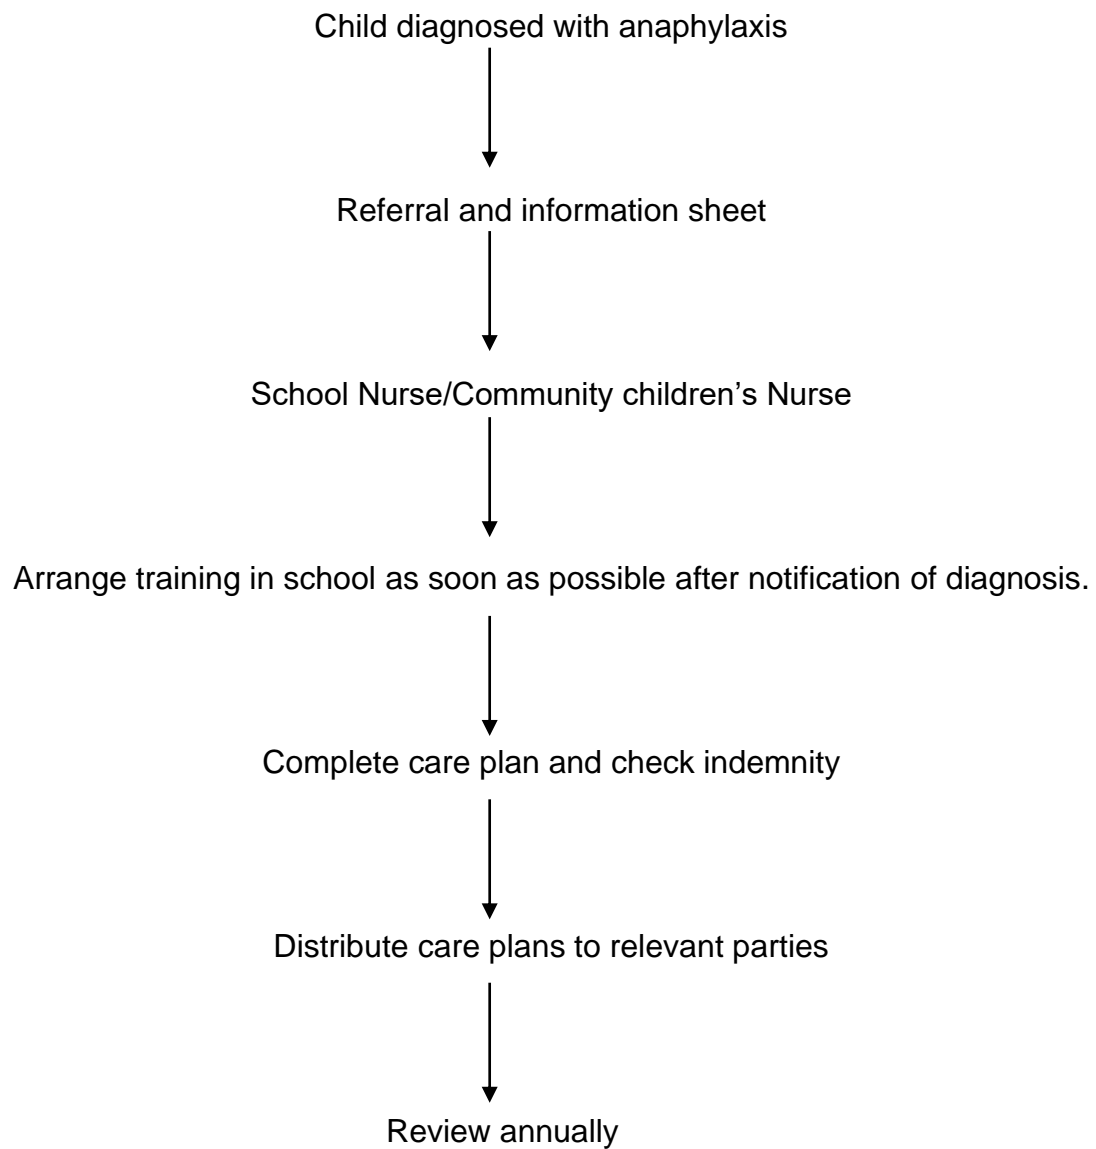 Child diagnosed with anaphylaxis
Referral and information sheet
School Nurse/Community children’s Nurse
Arrange training in school as soon as possible after notification of diagnosis.
Complete care plan and check indemnity
Distribute care plans to relevant parties
Review annually